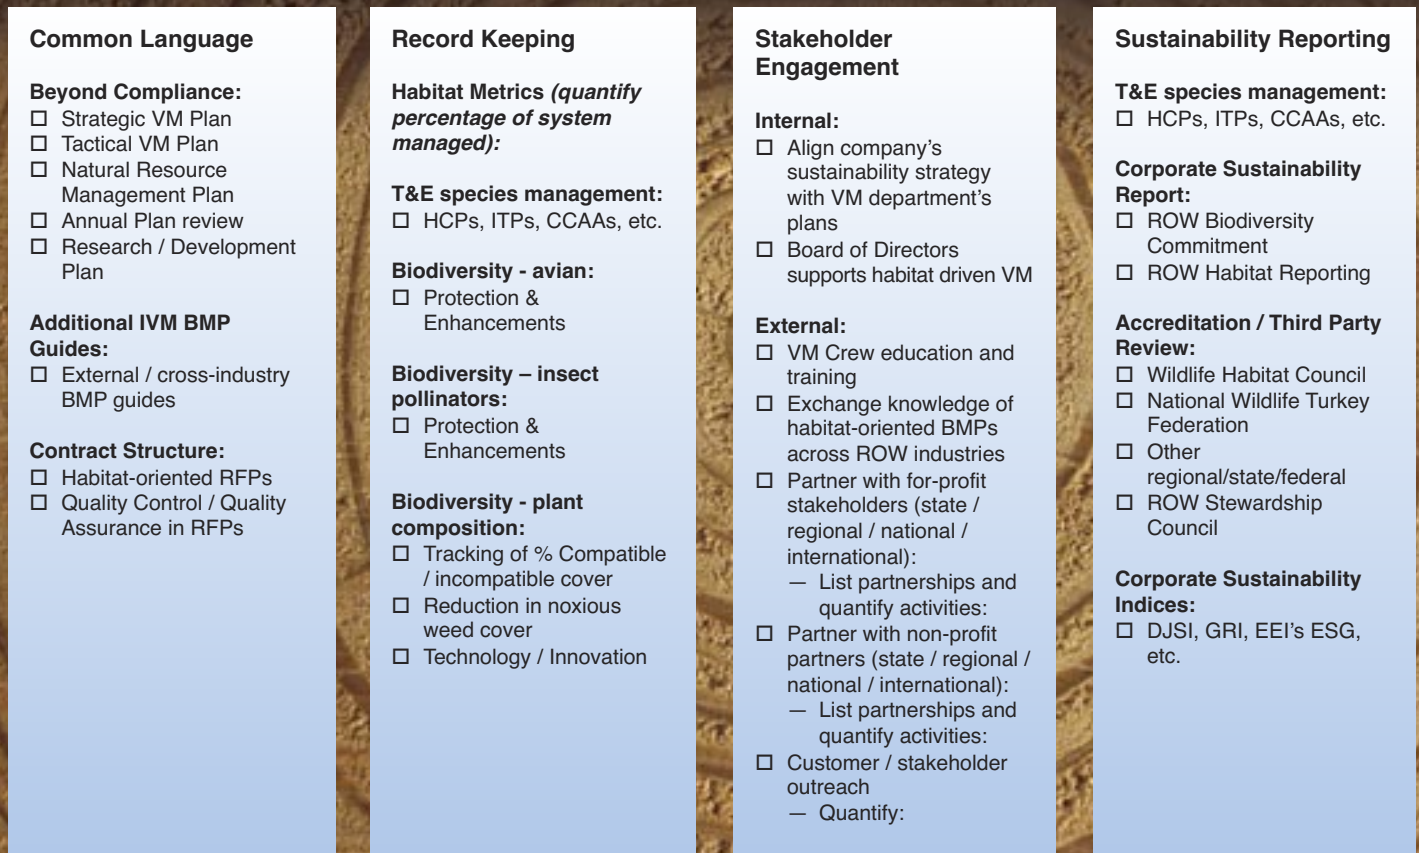 Common Language
Beyond Compliance:
☐ Strategic VM Plan
☐ Tactical VM Plan
☐ Natural Resource
Management Plan
☐ Annual Plan review
☐ Research / Development
Plan
Additional IVM BMP
Guides:
☐ External / cross-industry
BMP guides
Contract Structure:
☐ Habitat-oriented RFPs
☐ Quality Control / Quality
Assurance in RFPs
Record Keeping
Habitat Metrics (quantify
percentage of system
managed):
T&E species management:
☐ HCPs, ITPs, CCAAs, etc.
Biodiversity - avian:
☐ Protection &
Enhancements
Biodiversity – insect
pollinators:
☐ Protection &
Enhancements
Biodiversity - plant
composition:
☐ Tracking of % Compatible
/ incompatible cover
☐ Reduction in noxious
weed cover
☐ Technology / Innovation
Stakeholder
Engagement
Internal:
☐ Align company's
sustainability strategy
with VM department's
plans
☐ Board of Directors
supports habitat driven VM
External:
☐ VM Crew education and
training
☐ Exchange knowledge of
habitat-oriented BMPs
across ROW industries
☐ Partner with for-profit
stakeholders (state /
regional / national /
international):
— List partnerships and
quantify activities:
☐ Partner with non-profit
partners (state / regional /
national / international):
— List partnerships and
quantify activities:
☐ Customer / stakeholder
outreach
— Quantify:
Sustainability Reporting
T&E species management:
☐ HCPs, ITPs, CCAAs, etc.
Corporate Sustainability
Report:
☐ ROW Biodiversity
Commitment
☐ ROW Habitat Reporting
Accreditation / Third Party
Review:
☐ Wildlife Habitat Council
☐ National Wildlife Turkey
Federation
☐ Other
regional/state/federal
☐ ROW Stewardship
Council
Corporate Sustainability
Indices:
☐ DJSI, GRI, EEI's ESG,
etc.